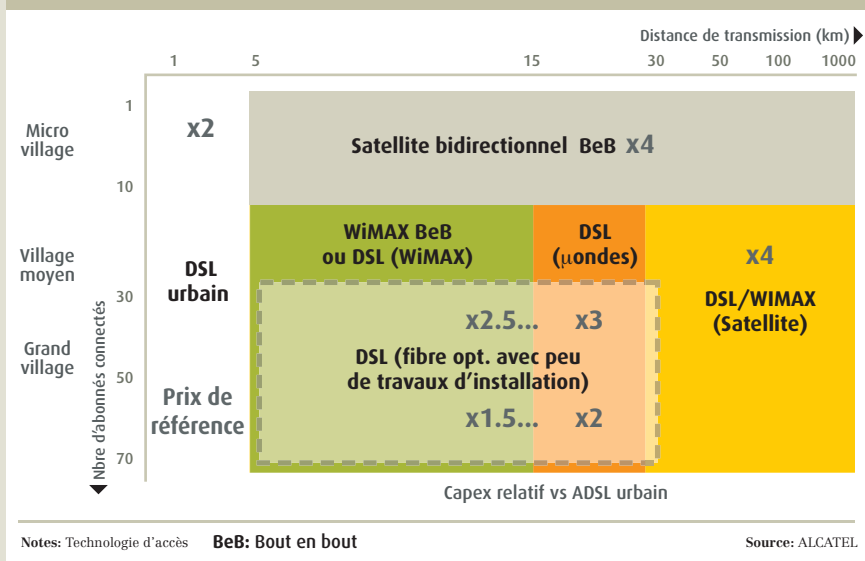 Distance de transmission (km)
1 5 15 30 50 100 1000
1
Micro
village
x2
Satellite bidirectionnel BeB x4
10
WiMAX BeB
ou DSL (WiMAX)
DSL
(µondes)
Village
moyen
DSL
urbain
x4
30
DSL/WIMAX
(Satellite)
x2.5... x3
Grand
village
DSL (fibre opt. avec peu
de travaux d'installation)
50
Prix de
référence
x1.5... x2
70
Nbre d'abonnés connectés
Capex relatif vs ADSL urbain
Notes: Technologie d'accès BeB: Bout en bout Source: ALCATEL